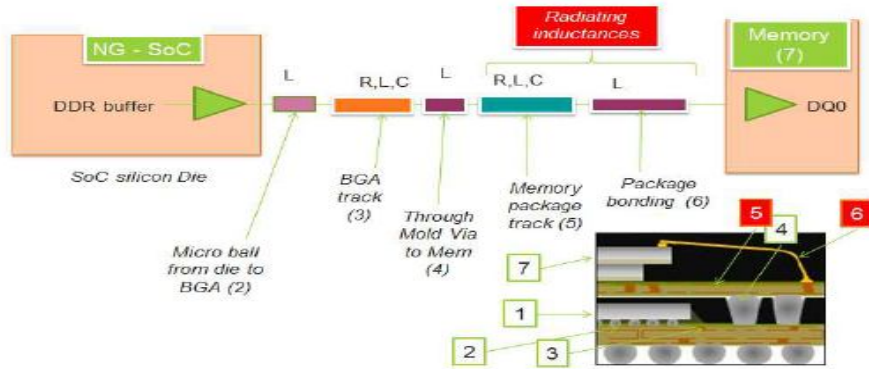 Radiating
inductances
NG - SoC
Memory
(7)
L
R,L,C
L
R,L,C
L
DDR buffer
DQ0
SoC silicon Die
BGA
track
(3)
Memory
package
track (5)
Package
bonding (6)
Through
Mold Via
to Mem
(4)
Micro ball
from die to
BGA (2)
5
4
6
7
1
2
3